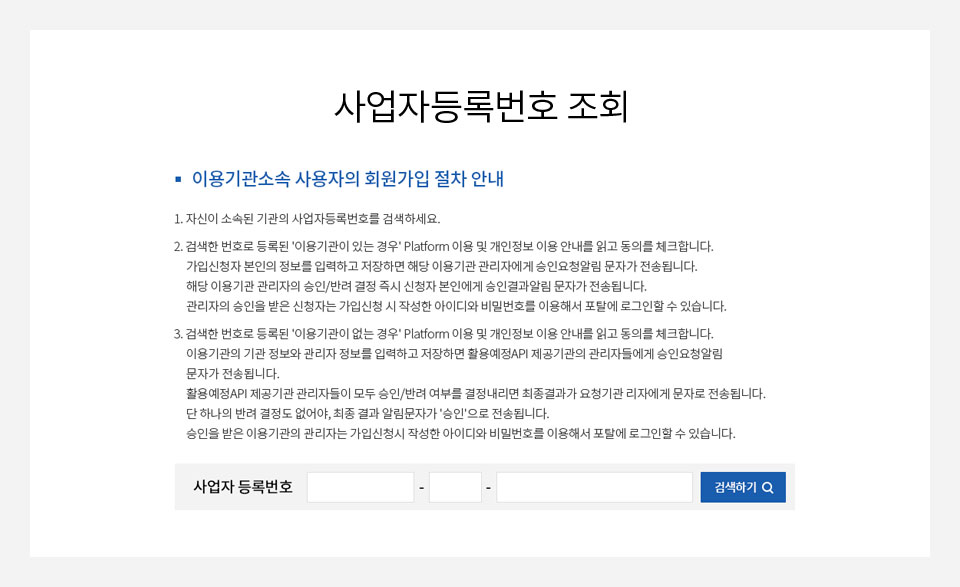 사업자등록번호 조회
이용기관소속 사용자의 회원가입 절차 안내
1. 자신이 소속된 기관의 사업자등록번호를 검색하세요.
2. 검색한 번호로 등록된 '이용기관이 있는 경우' Platform 이용 및 개인정보 이용 안내를 읽고 동의를 체크합니다.
가입신청자 본인의 정보를 입력하고 저장하면 해당 이용기관 관리자에게 승인요청알림 문자가 전송됩니다.
해당 이용기관 관리자의 승인/반려 결정 즉시 신청자 본인에게 승인결과알림 문자가 전송됩니다.
관리자의 승인을 받은 신청자는 가입신청 시 작성한 아이디와 비밀번호를 이용해서 포탈에 로그인할 수 있습니다.
3. 검색한 번호로 등록된 '이용기관이 없는 경우' Platform 이용 및 개인정보 이용 안내를 읽고 동의를 체크합니다.
이용기관의 기관 정보와 관리자 정보를 입력하고 저장하면 활용예정API 제공기관의 관리자들에게 승인요청알림
문자가 전송됩니다.
활용예정API 제공기관 관리자들이 모두 승인/반려 여부를 결정내리면 최종결과가 요청기관 리자에게 문자로 전송됩니다.
단 하나의 반려 결정도 없어야, 최종 결과 알림문자가 '승인'으로 전송됩니다.
승인을 받은 이용기관의 관리자는 가입신청시 작성한 아이디와 비밀번호를 이용해서 포탈에 로그인할 수 있습니다.
사업자 등록번호 - - 검색하기